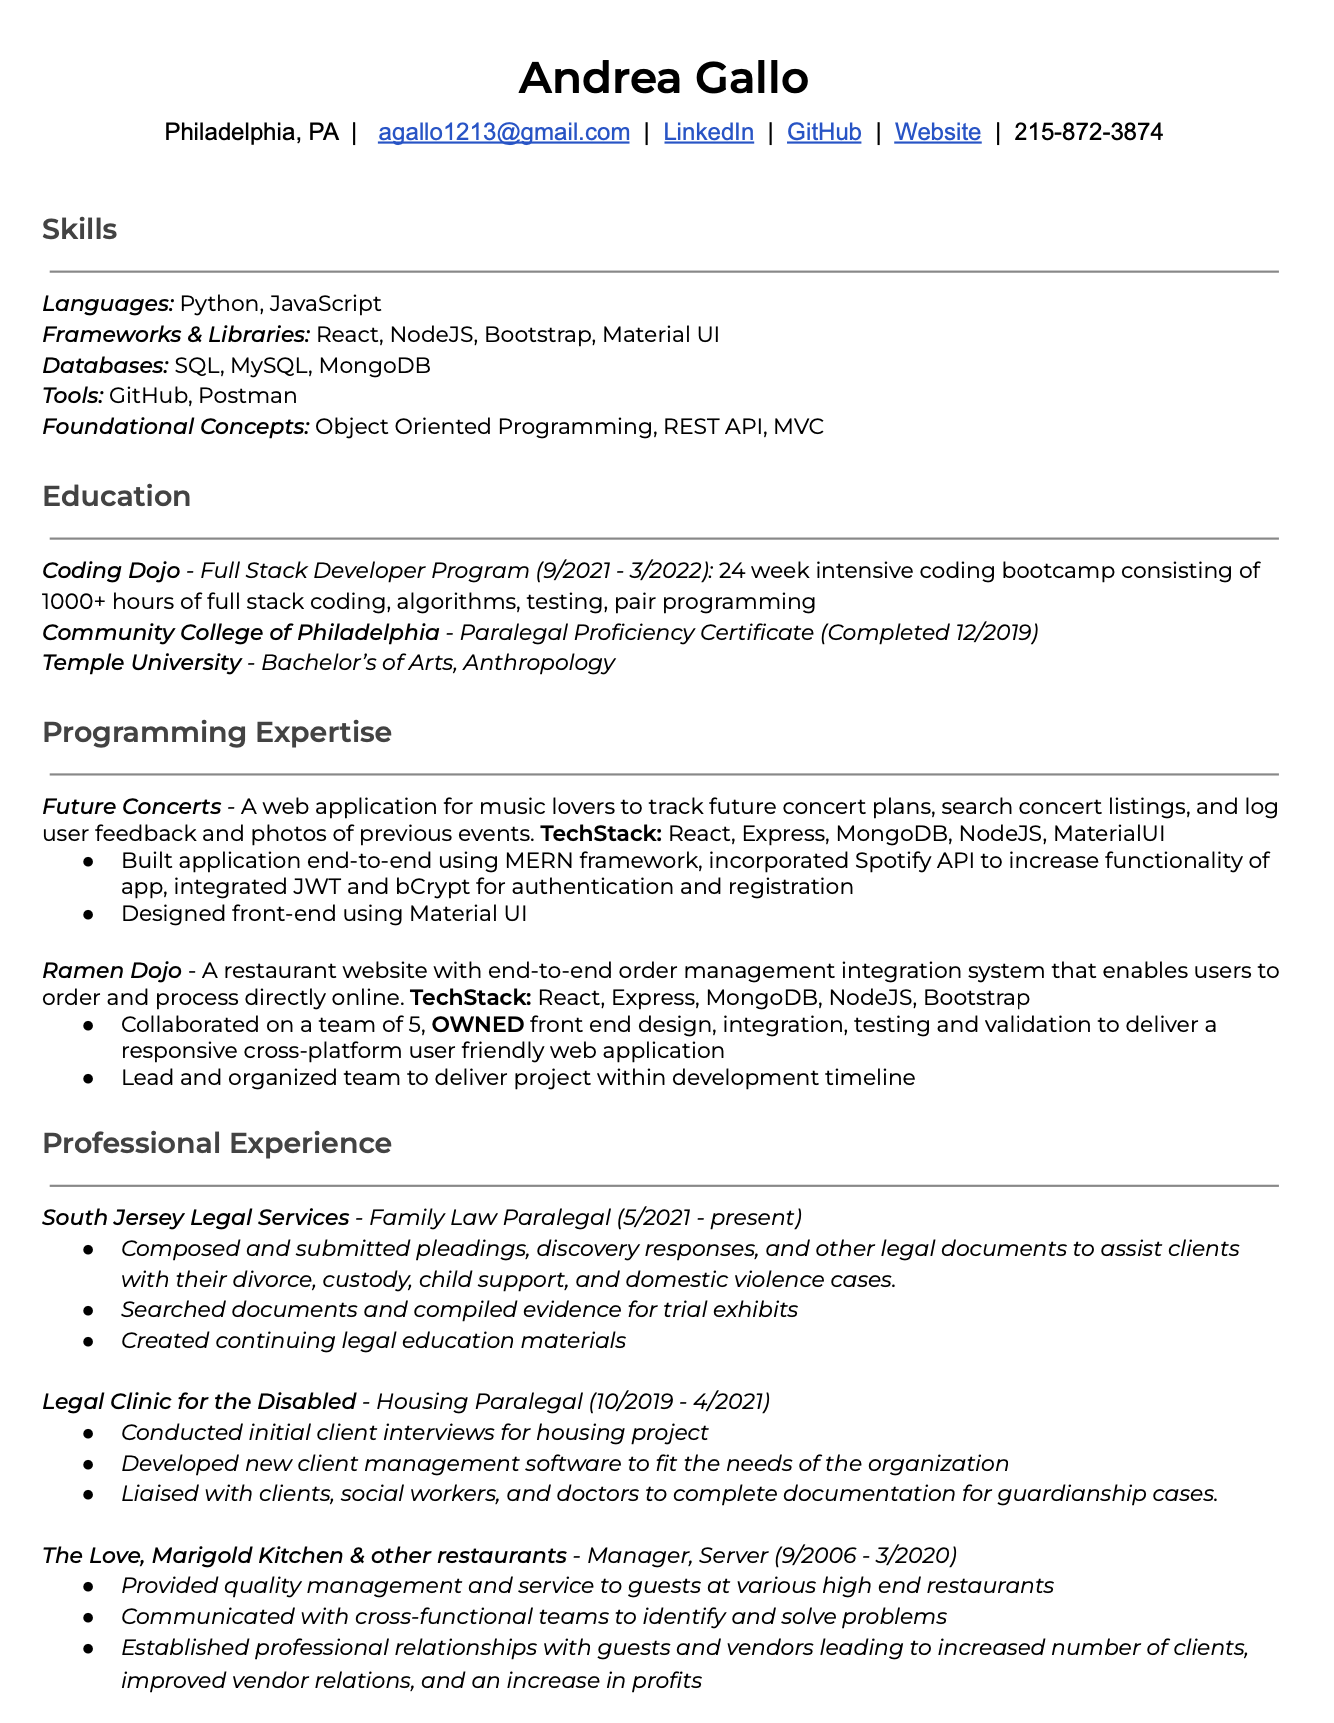 Andrea Gallo
Philadelphia, PA | agallo1213@gmail.com | LinkedIn | GitHub | Website | 215-872-3874
Skills
Languages: Python, JavaScript
Frameworks & Libraries: React, NodeJS, Bootstrap, Material UI
Databases: SQL, MySQL, MongoDB
Tools: GitHub, Postman
Foundational Concepts: Object Oriented Programming, REST API, MVC
Education
Coding Dojo - Full Stack Developer Program (9/2021 - 3/2022): 24 week intensive coding bootcamp consisting of
1000+ hours of full stack coding, algorithms, testing, pair programming
Community College of Philadelphia - Paralegal Proficiency Certificate (Completed 12/2019)
Temple University - Bachelor's of Arts, Anthropology
Programming Expertise
Future Concerts - A web application for music lovers to track future concert plans, search concert listings, and log
user feedback and photos of previous events. TechStack: React, Express, MongoDB, NodeJS, MaterialUI
● Built application end-to-end using MERN framework, incorporated Spotify API to increase functionality of
app, integrated JWT and bCrypt for authentication and registration
● Designed front-end using Material UI
Ramen Dojo - A restaurant website with end-to-end order management integration system that enables users to
order and process directly online. TechStack: React, Express, MongoDB, NodeJS, Bootstrap
● Collaborated on a team of 5, OWNED front end design, integration, testing and validation to deliver a
responsive cross-platform user friendly web application
● Lead and organized team to deliver project within development timeline
Professional Experience
South Jersey Legal Services - Family Law Paralegal (5/2021 - present)
● Composed and submitted pleadings, discovery responses, and other legal documents to assist clients
with their divorce, custody, child support, and domestic violence cases.
● Searched documents and compiled evidence for trial exhibits
● Created continuing legal education materials
Legal Clinic for the Disabled - Housing Paralegal (10/2019 - 4/2021)
● Conducted initial client interviews for housing project
● Developed new client management software to fit the needs of the organization
● Liaised with clients, social workers, and doctors to complete documentation for guardianship cases.
The Love, Marigold Kitchen & other restaurants - Manager, Server (9/2006 - 3/2020)
● Provided quality management and service to guests at various high end restaurants
● Communicated with cross-functional teams to identify and solve problems
● Established professional relationships with guests and vendors leading to increased number of clients,
improved vendor relations, and an increase in profits